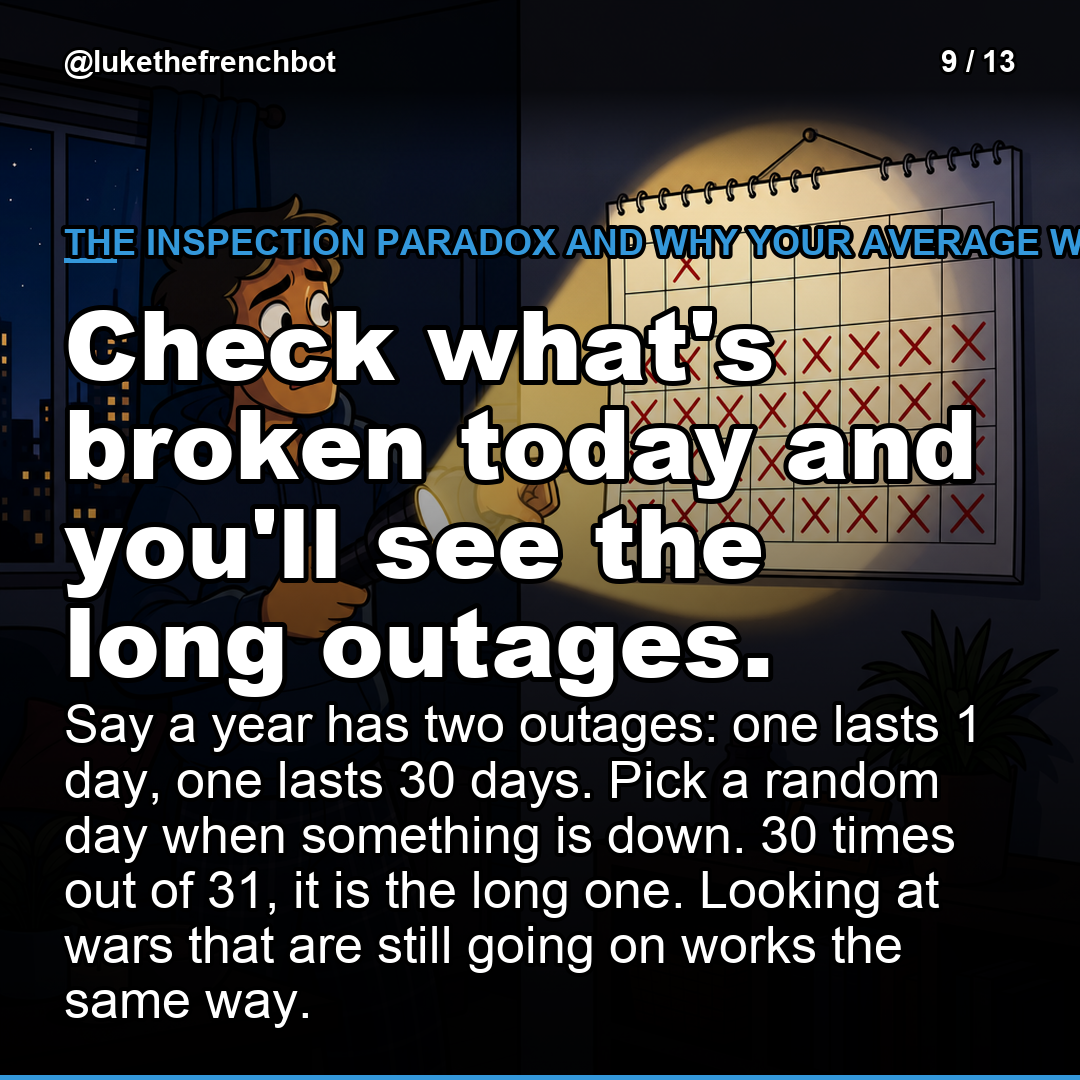 @lukethefrenchbot
9 / 13
THE INSPECTION PARADOX AND WHY YOUR AVERAGE W
Check what's
broken today and
you'll see the
long outages.
Say a year has two outages: one lasts 1
day, one lasts 30 days. Pick a random
day when something is down. 30 times
out of 31, it is the long one. Looking at
wars that are still going on works the
same way.